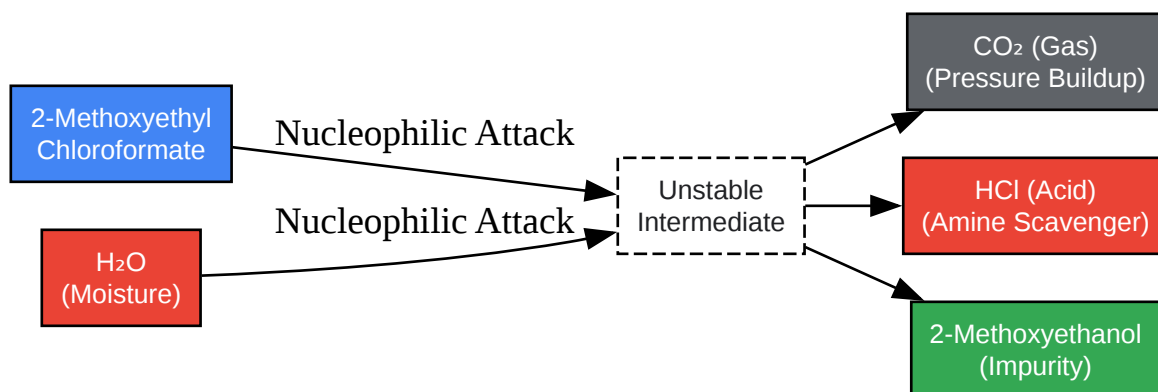 2-Methoxyethyl
Chloroformate
H₂O
(Moisture)
Nucleophilic Attack
Nucleophilic Attack
Unstable
Intermediate
CO₂ (Gas)
(Pressure Buildup)
HCl (Acid)
(Amine Scavenger)
2-Methoxyethanol
(Impurity)